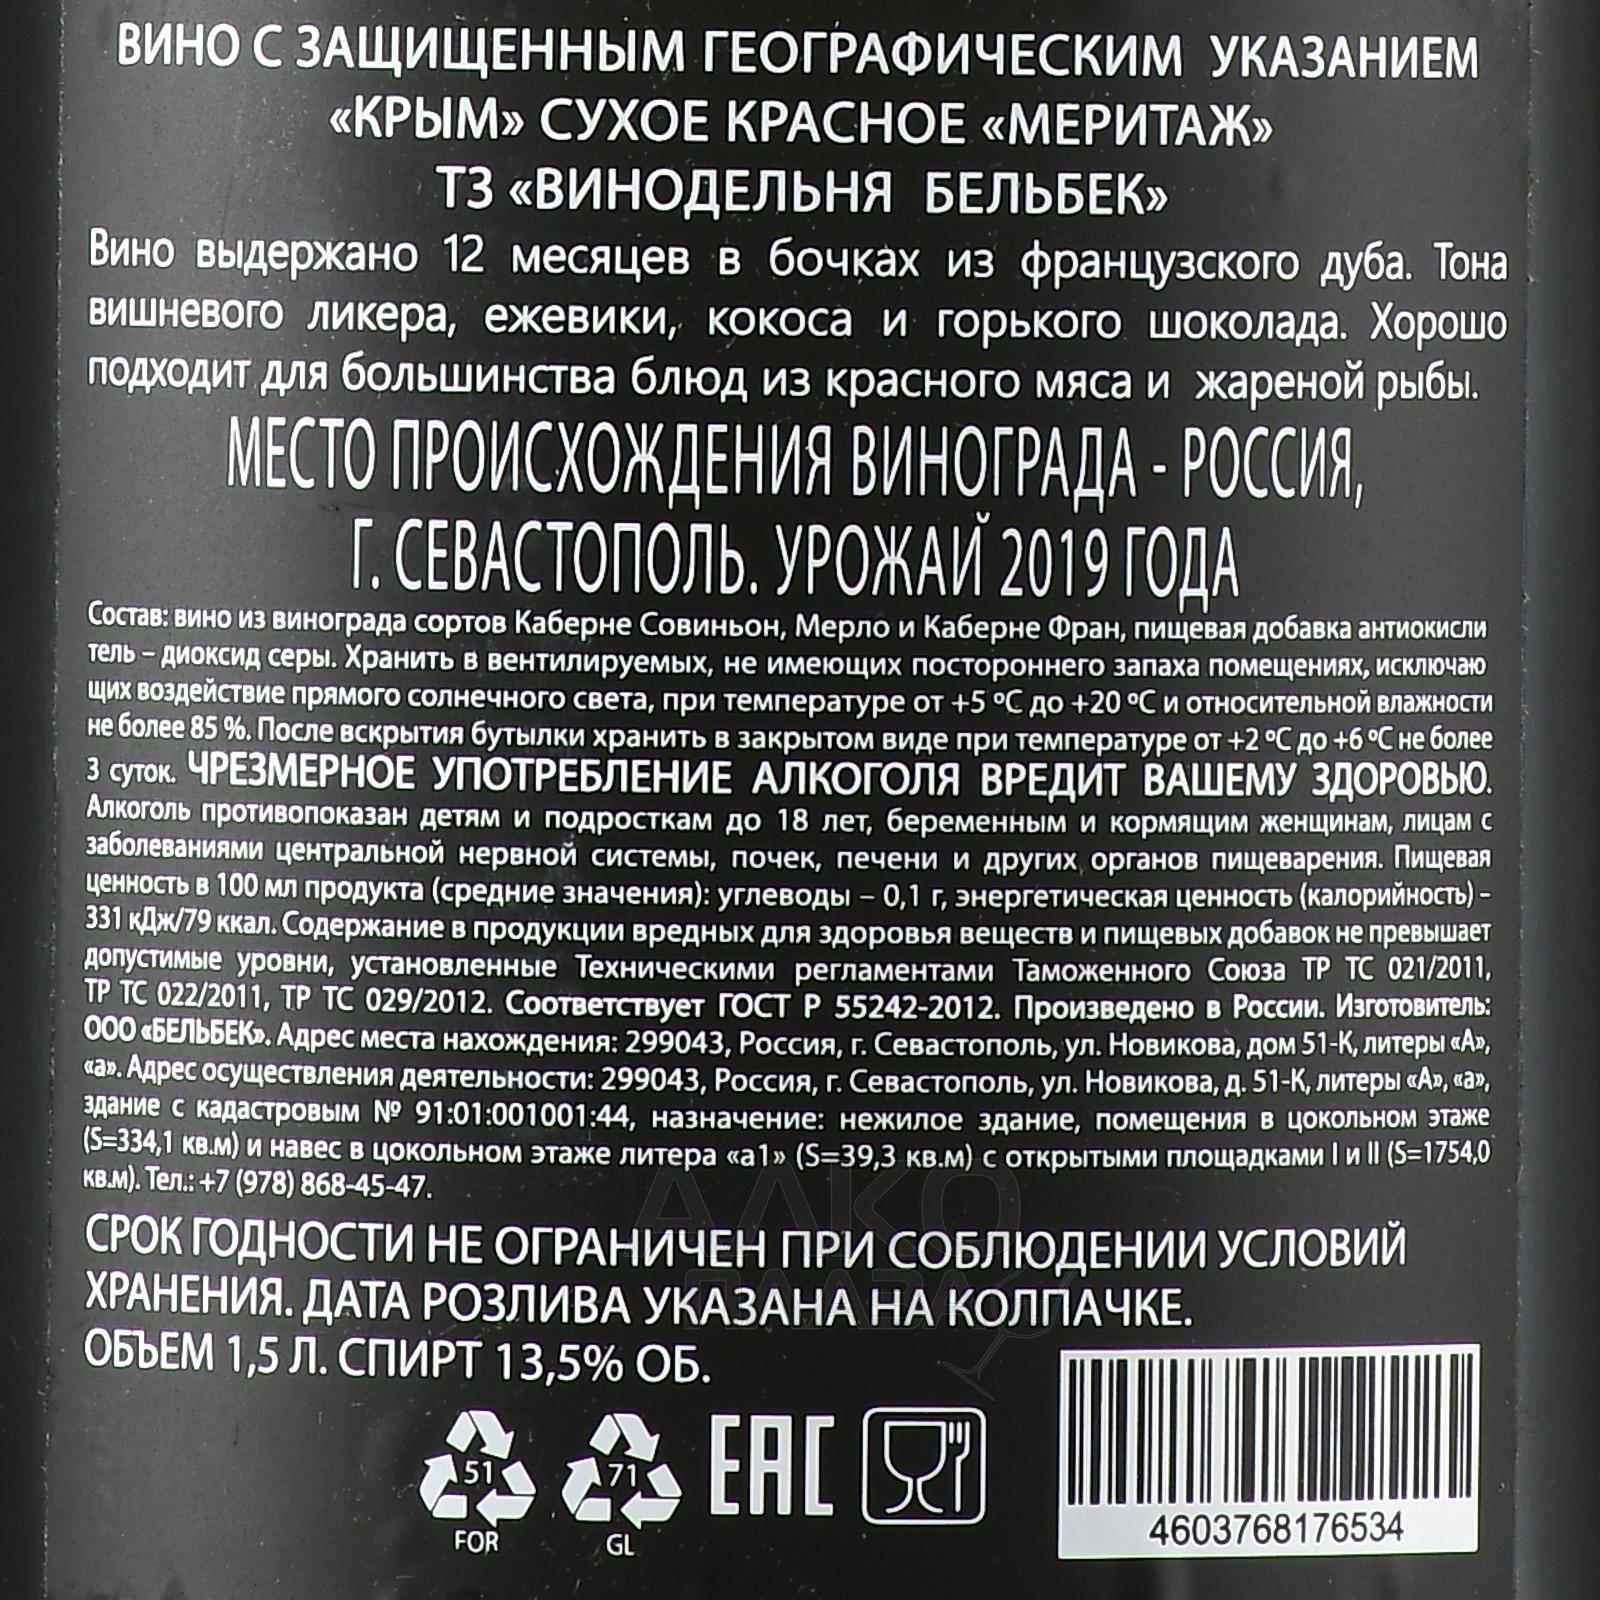 ВИНО С ЗАЩИЩЕННЫМ ГЕОГРАФИЧЕСКИМ УКАЗАНИЕМ
«КРЫМ» СУХОЕ КРАСНОЕ «МЕРИТАЖ»
ТЗ «ВИНОДЕЛЬНЯ БЕЛЬБЕК»
Вино выдержано 12 месяцев в бочках из французского дуба. Тона
вишневого ликера, ежевики, кокоса и горького шоколада. Хорошо
подходит для большинства блюд из красного мяса и жареной рыбы.
МЕСТО ПРОИСХОЖДЕНИЯ ВИНОГРАДА - РОССИЯ,
Г. СЕВАСТОПОЛЬ. УРОЖАЙ 2019 ГОДА
Состав: вино из винограда сортов Каберне Совиньон, Мерло и Каберне Фран, пищевая добавка антиокисли
тель – диоксид серы. Хранить в вентилируемых, не имеющих постороннего запаха помещениях, исключаю
щих воздействие прямого солнечного света, при температуре от +5 ºС до +20 ºС и относительной влажности
не более 85 %. После вскрытия бутылки хранить в закрытом виде при температуре от +2 ºС до +6 ºС не более
3 суток. ЧРЕЗМЕРНОЕ УПОТРЕБЛЕНИЕ АЛКОГОЛЯ ВРЕДИТ ВАШЕМУ ЗДОРОВЬЮ.
Алкоголь противопоказан детям и подросткам до 18 лет, беременным и кормящим женщинам, лицам с
заболеваниями центральной нервной системы, почек, печени и других органов пищеварения. Пищевая
ценность в 100 мл продукта (средние значения): углеводы – 0,1 г, энергетическая ценность (калорийность) –
331 кДж/79 ккал. Содержание в продукции вредных для здоровья веществ и пищевых добавок не превышает
допустимые уровни, установленные Техническими регламентами Таможенного Союза ТР ТС 021/2011,
ТР ТС 022/2011, ТР ТС 029/2012. Соответствует ГОСТ Р 55242-2012. Произведено в России. Изготовитель:
ООО «БЕЛЬБЕК». Адрес места нахождения: 299043, Россия, г. Севастополь, ул. Новикова, дом 51-К, литеры «А»,
«а». Адрес осуществления деятельности: 299043, Россия, г. Севастополь, ул. Новикова, д. 51-К, литеры «А», «а»,
здание с кадастровым № 91:01:001001:44, назначение: нежилое здание, помещения в цокольном этаже
(S=334,1 кв.м) и навес в цокольном этаже литера «а1» (S=39,3 кв.м) с открытыми площадками I и II (S=1754,0
кв.м). Тел.: +7 (978) 868-45-47.
СРОК ГОДНОСТИ НЕ ОГРАНИЧЕН ПРИ СОБЛЮДЕНИИ УСЛОВИЙ
ХРАНЕНИЯ. ДАТА РОЗЛИВА УКАЗАНА НА КОЛПАЧКЕ.
ОБЪЕМ 1,5 Л. СПИРТ 13,5% ОБ.
51 71 EAC
FOR GL
4603768176534
АЛКО
ПЛАЗА